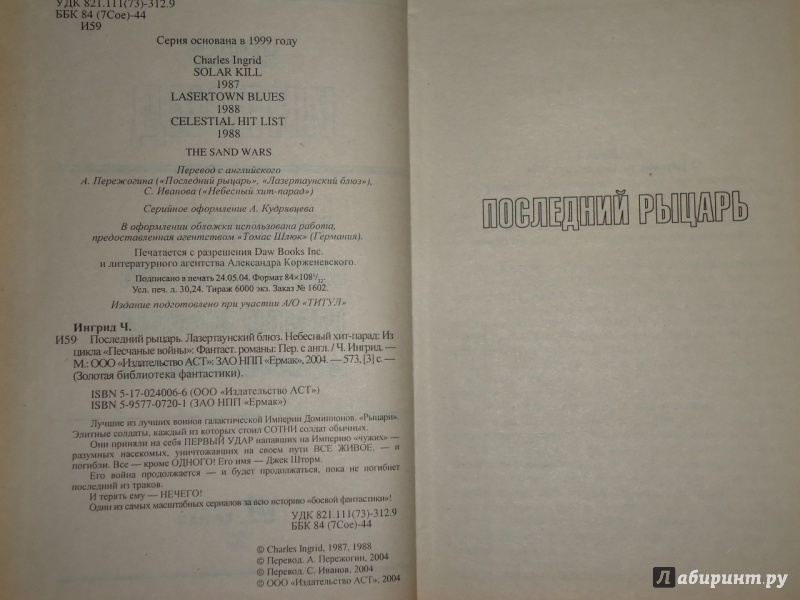 УДК 821.111(73)-312.9
ББК 84 (7Сое)-44
И59
Серия основана в 1999 году
Charles Ingrid
SOLAR KILL
1987
LASERTOWN BLUES
1988
CELESTIAL HIT LIST
1988
THE SAND WARS
Перевод с английского
А. Пережогина («Последний рыцарь», «Лазертаунский блюз»),
С. Иванова («Небесный хит-парад»)
Серийное оформление А. Кудрявцева
В оформлении обложки использована работа,
предоставленная агентством «Томас Шлюк» (Германия).
Печатается с разрешения Daw Books Inc.
и литературного агентства Александра Корженевского.
Подписано в печать 24.05.04. Формат 84×108 1/32.
Усл. печ. л. 30,24. Тираж 6000 экз. Заказ № 1602.
Издание подготовлено при участии А/О «ТИТУЛ»
Ингрид Ч.
И59 Последний рыцарь. Лазертаунский блюз. Небесный хит-парад: Из
цикла «Песчаные войны»: Фантаст. романы: Пер. с англ. / Ч. Ингрид. —
М.: ООО «Издательство АСТ»: ЗАО НПП «Ермак», 2004. — 573, [3] с. —
(Золотая библиотека фантастики).
ISBN 5-17-024006-6 (ООО «Издательство АСТ»)
ISBN 5-9577-0720-1 (ЗАО НПП «Ермак»)
Лучшие из лучших воинов галактической Империи Доминионов. «Рыцари».
Элитные солдаты, каждый из которых стоил СОТНИ солдат обычных.
Они приняли на себя ПЕРВЫЙ УДАР напавших на Империю «чужих» —
разумных насекомых, уничтожавших на своем пути ВСЕ ЖИВОЕ, — и
погибли. Все — кроме ОДНОГО! Его имя — Джек Шторм.
Его война продолжается — и будет продолжаться, пока не погибнет
последний из траков.
И терять ему — НЕЧЕГО!
Один из самых масштабных сериалов за всю историю «боевой фантастики»!
УДК 821.111(73)-312.9
ББК 84 (7Сое)-44
© Charles Ingrid, 1987, 1988
© Перевод. А. Пережогин, 2004
© Перевод. С. Иванов, 2004
© ООО «Издательство АСТ», 2004
ПОСЛЕДНИЙ РЫЦАРЬ
Лабиринт.ру